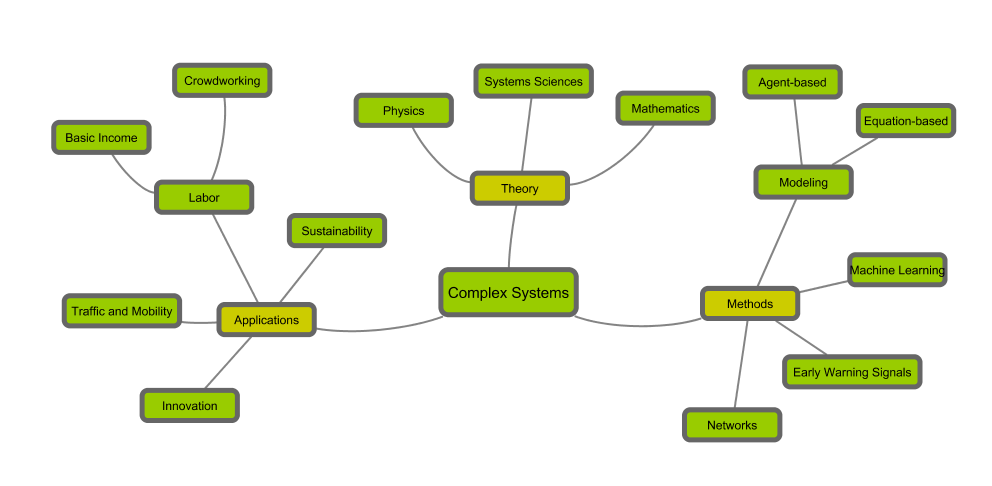 Crowdworking
Systems Sciences
Agent-based
Physics
Mathematics
Equation-based
Basic Income
Labor
Theory
Modeling
Sustainability
Machine Learning
Complex Systems
Traffic and Mobility
Applications
Methods
Early Warning Signals
Innovation
Networks